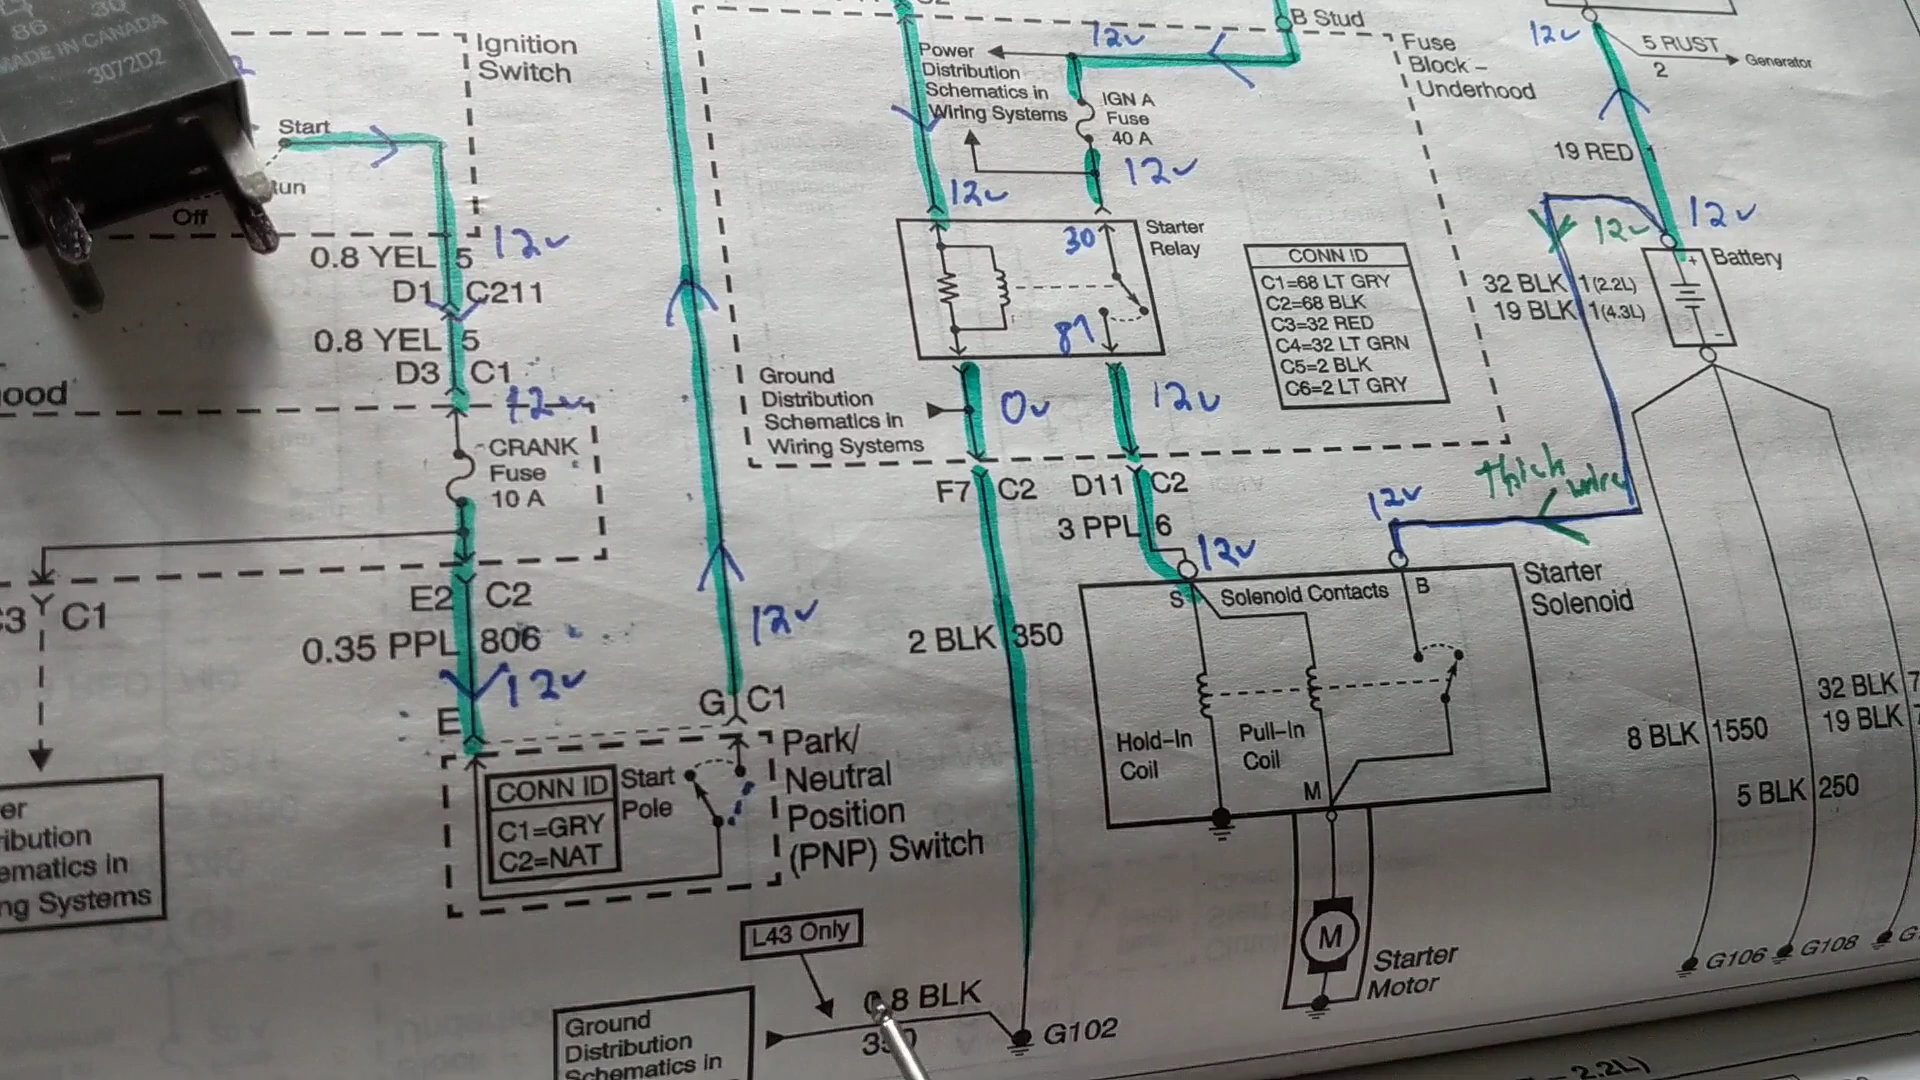 30
86
MADE IN CANADA
3072D2
Ignition
Switch
Start
Off
0.8 YEL 5
12v
D1 C211
0.8 YEL 5
D3 C1
12v
CRANK
Fuse
10 A
C1
E2 C2
0.35 PPL 806
12v
E
G C1
12v
CONN ID
C1=GRY
C2=NAT
Start
Pole
Park/
Neutral
Position
(PNP) Switch
Power
Distribution
Schematics in
Wiring Systems
12v
B Stud
Fuse
Block –
Underhood
IGN A
Fuse
40 A
12v
12v
Starter
Relay
30
87
CONN ID
C1=68 LT GRY
C2=68 BLK
C3=32 RED
C4=32 LT GRN
C5=2 BLK
C6=2 LT GRY
Ground
Distribution
Schematics in
Wiring Systems
0v
12v
F7 C2
D11 C2
3 PPL 6
12v
2 BLK 350
S
Solenoid Contacts
B
Starter
Solenoid
Hold-In
Coil
Pull-In
Coil
M
M
Starter
Motor
12v
5 RUST
2
Generator
19 RED 1
12v
12v
Battery
+
-
32 BLK 1 (2.2L)
19 BLK 1 (4.3L)
thick wire
12v
8 BLK 1550
5 BLK 250
32 BLK
19 BLK
G106
G108
L43 Only
0.8 BLK
G102
Ground
Distribution
Schematics in
2.2L)